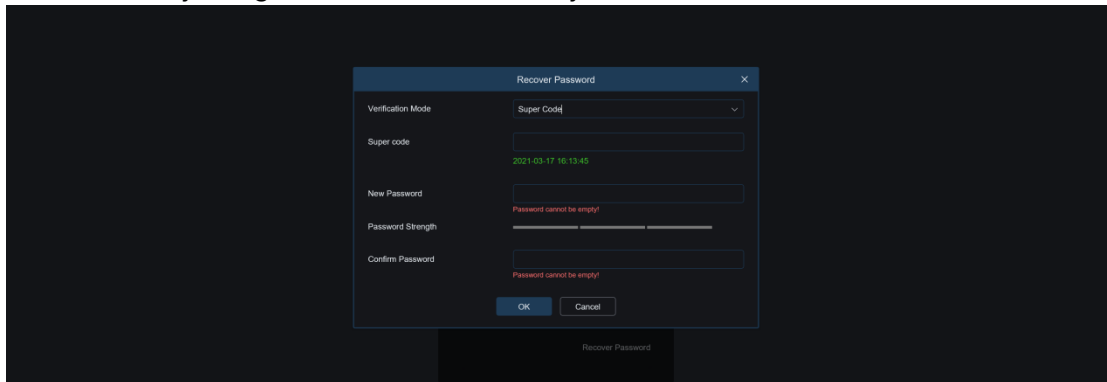 Recover Password
Verification Mode Super Code
Super code
2021-03-17 16:13:45
New Password
Password cannot be empty!
Password Strength
Confirm Password
Password cannot be empty!
OK Cancel
Recover Password